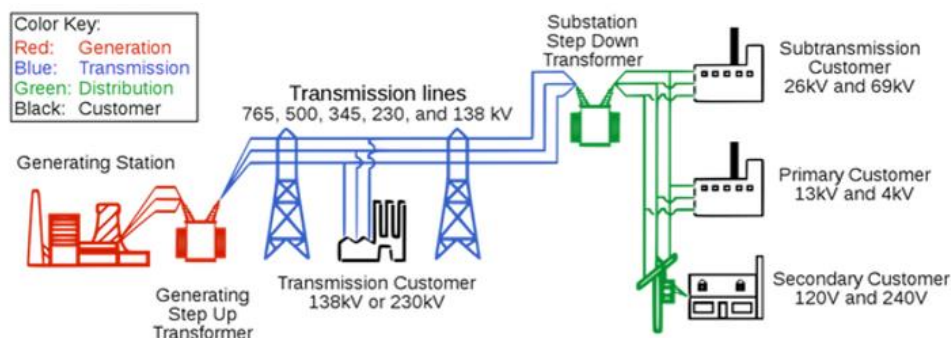 Color Key:
Red: Generation
Blue: Transmission
Green: Distribution
Black: Customer
Generating Station
Generating
Step Up
Transformer
Transmission lines
765, 500, 345, 230, and 138 kV
Transmission Customer
138kV or 230kV
Substation
Step Down
Transformer
Subtransmission
Customer
26kV and 69kV
Primary Customer
13kV and 4kV
Secondary Customer
120V and 240V